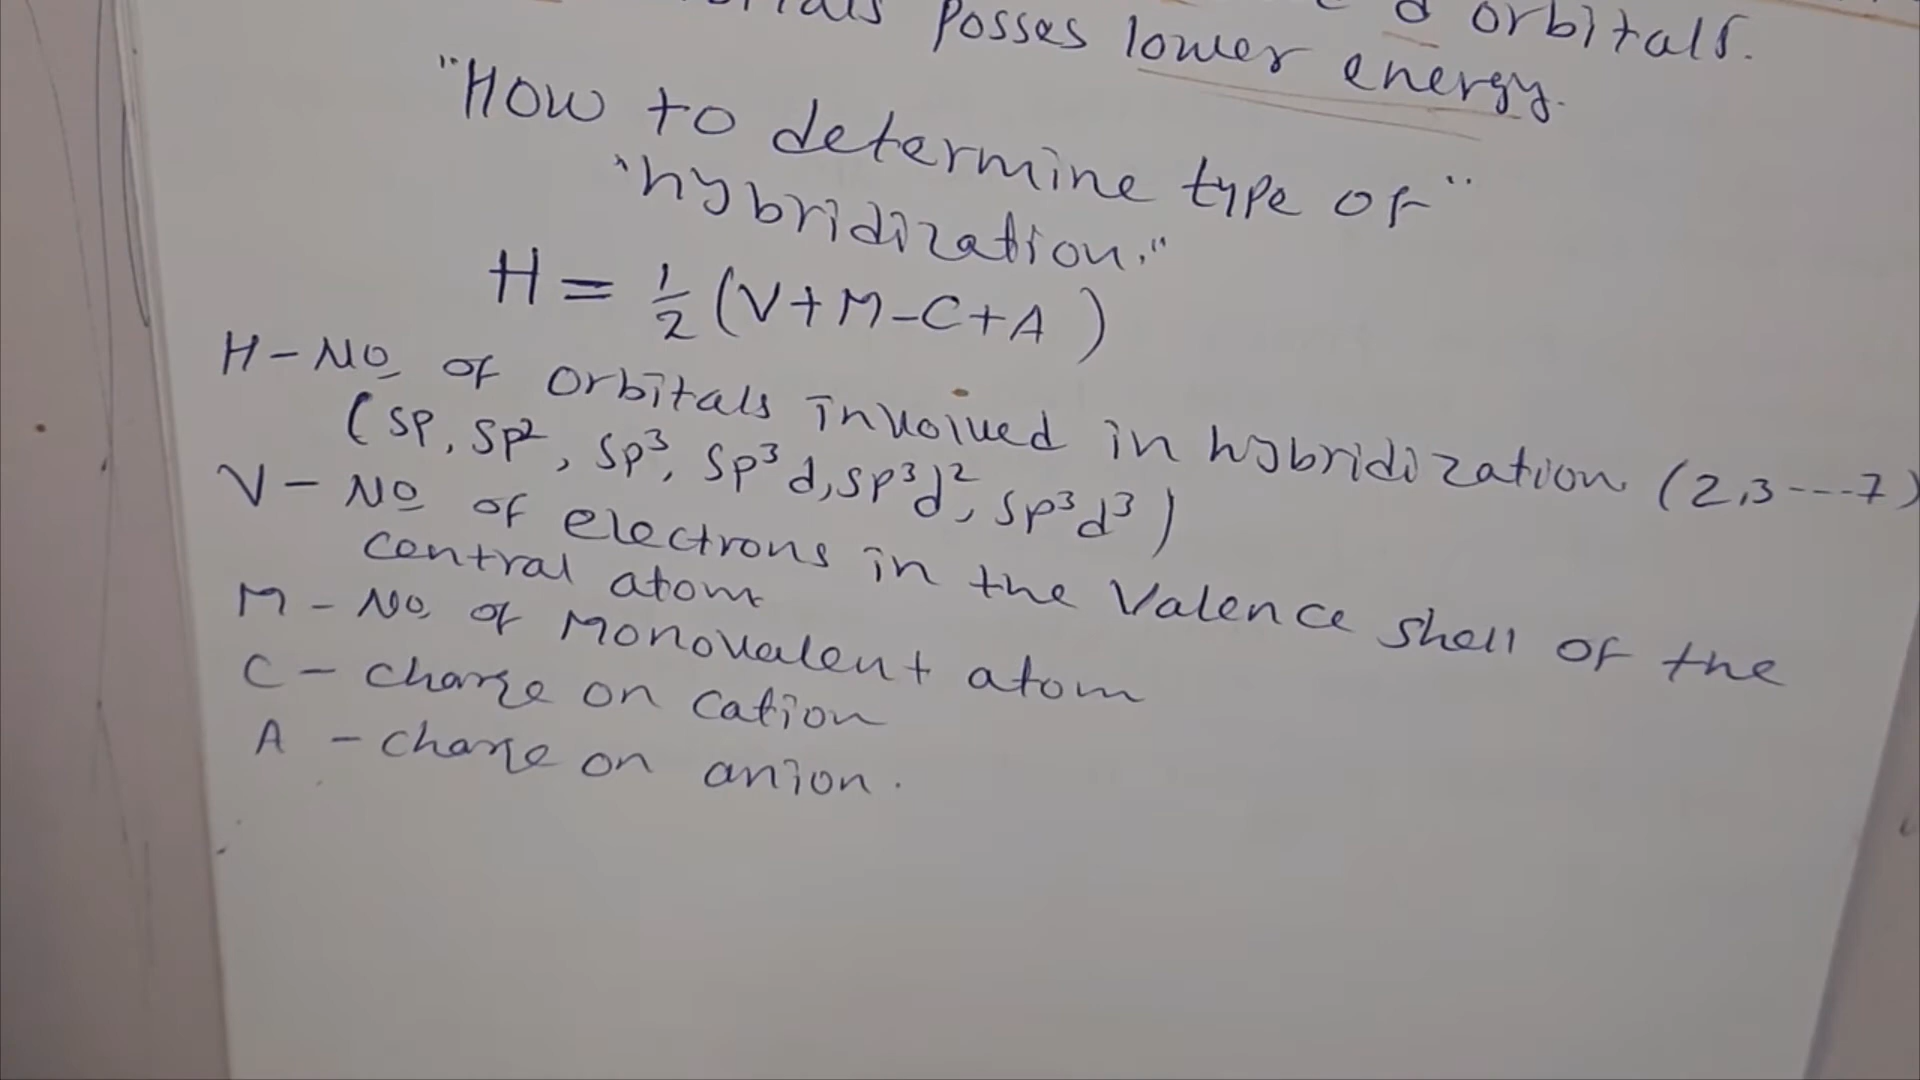 d orbitals.
Posses lower energy.
"How to determine type of"
"hybridization."
H = 1/2 (V+M-C+A)
H - No of orbitals involved in hybridization (2,3---7)
(sp, sp², sp³, sp³d, sp³d², sp³d³)
V - No of electrons in the valence shell of the
central atom
M - No of Monovalent atom
C - charge on cation
A - charge on anion.